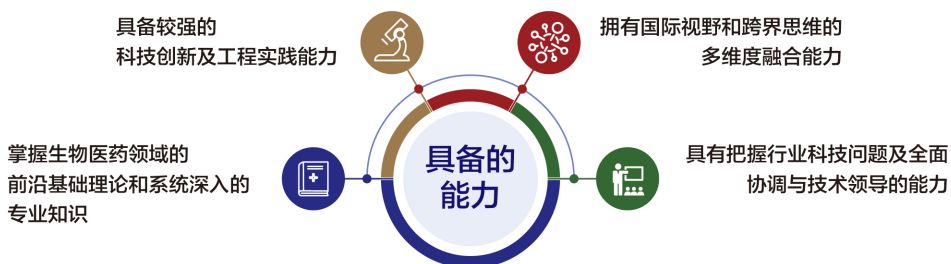 具备较强的
科技创新及工程实践能力
拥有国际视野和跨界思维的
多维度融合能力
掌握生物医药领域的
前沿基础理论和系统深入的
专业知识
具备的
能力
具有把握行业科技问题及全面
协调与技术领导的能力